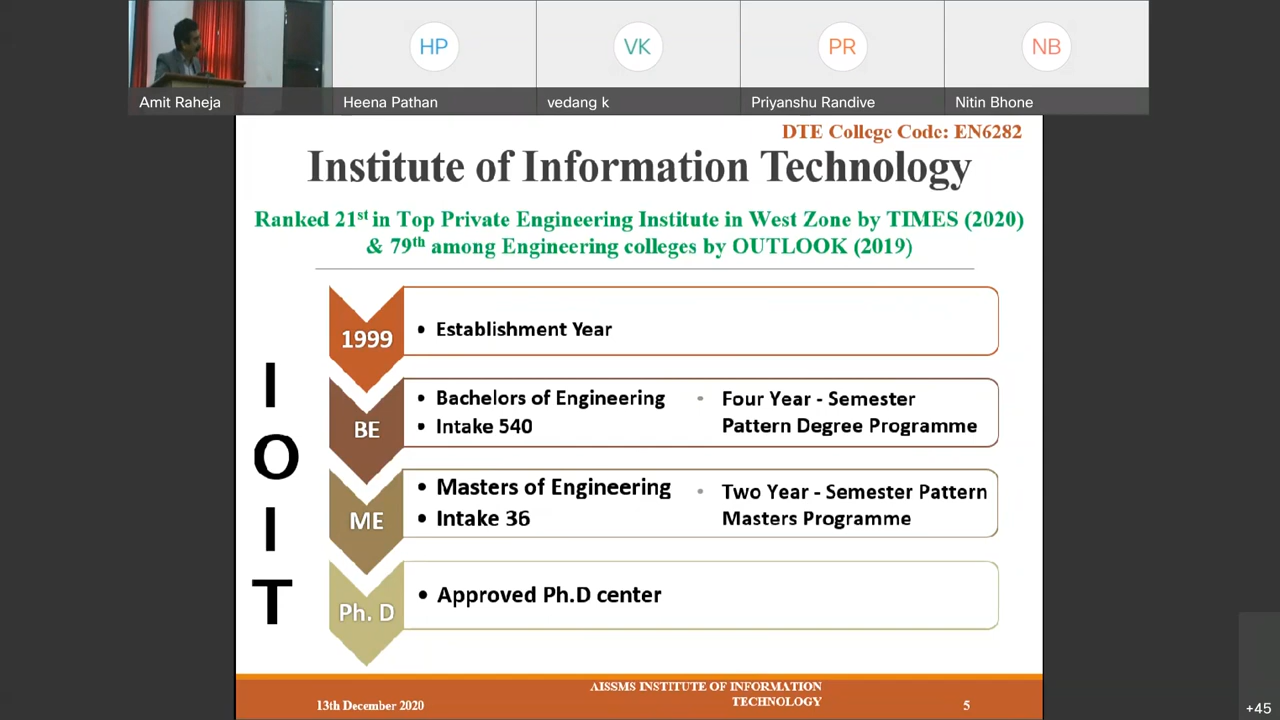 HP
VK
PR
NB
Amit Raheja
Heena Pathan
vedang k
Priyanshu Randive
Nitin Bhone
DTE College Code: EN6282
Institute of Information Technology
Ranked 21st in Top Private Engineering Institute in West Zone by TIMES (2020)
& 79th among Engineering colleges by OUTLOOK (2019)
I
O
I
T
1999
• Establishment Year
BE
• Bachelors of Engineering
• Intake 540
• Four Year - Semester
Pattern Degree Programme
ME
• Masters of Engineering
• Intake 36
• Two Year - Semester Pattern
Masters Programme
Ph. D
• Approved Ph.D center
13th December 2020
AISSMS INSTITUTE OF INFORMATION
TECHNOLOGY
5
+45